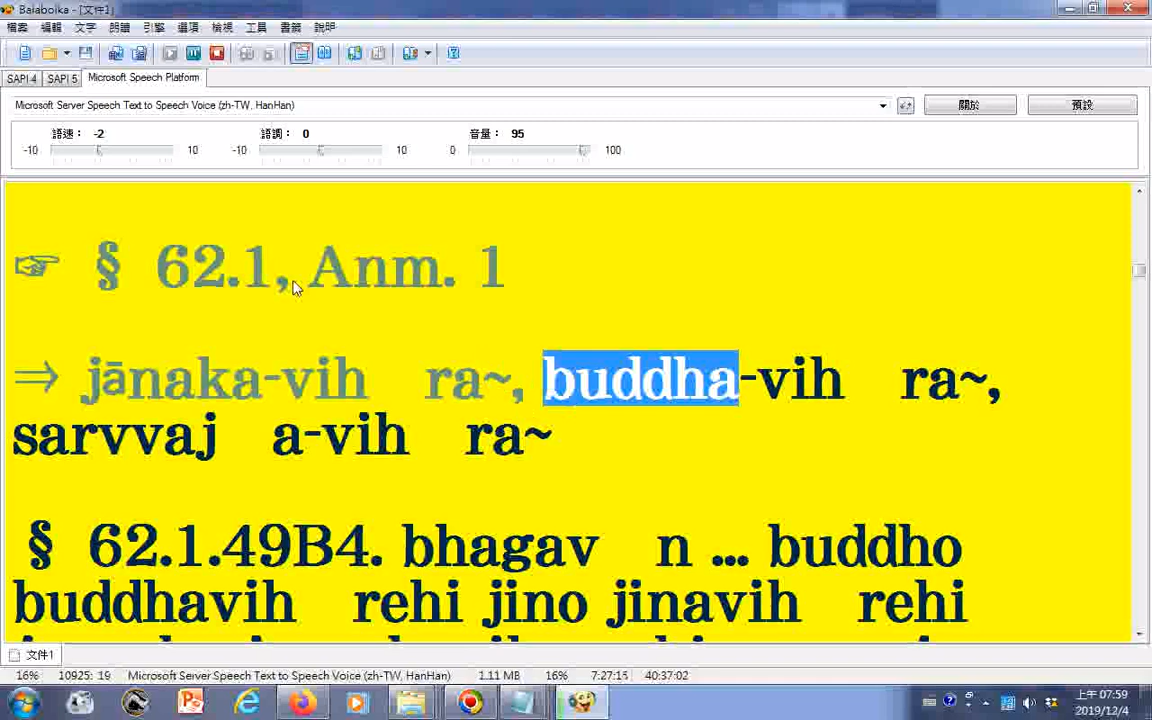 Balabolka - [文件1]
檔案 編輯 文字 朗讀 引擎 選項 檢視 工具 書籤 說明
SAPI 4 SAPI 5 Microsoft Speech Platform
Microsoft Server Speech Text to Speech Voice (zh-TW, HanHan) 關於 預設
語速： -2 語調： 0 音量： 95
-10 10 -10 10 0 100
☞ § 62.1, Anm. 1
⇒ jānaka-vih ra~, buddha-vih ra~,
sarvvaj a-vih ra~
§ 62.1.49B4. bhagav n ... buddho
buddhavih rehi jino jinavih rehi
文件1
16% 10925: 19 Microsoft Server Speech Text to Speech Voice (zh-TW, HanHan) 1.11 MB 16% 7:27:15 40:37:02
上午 07:59
2019/12/4